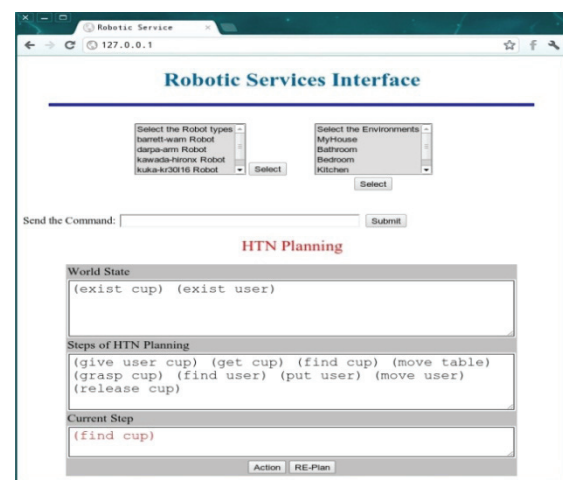 Robotic Service
127.0.0.1
Robotic Services Interface
Select the Robot types
barrett-wam Robot
darpa-arm Robot
kawada-hironx Robot
kuka-kr30l16 Robot
Select
Select the Environments
MyHouse
Bathroom
Bedroom
Kitchen
Select
Send the Command:
Submit
HTN Planning
World State
(exist cup) (exist user)
Steps of HTN Planning
(give user cup) (get cup) (find cup) (move table)
(grasp cup) (find user) (put user) (move user)
(release cup)
Current Step
(find cup)
Action RE-Plan